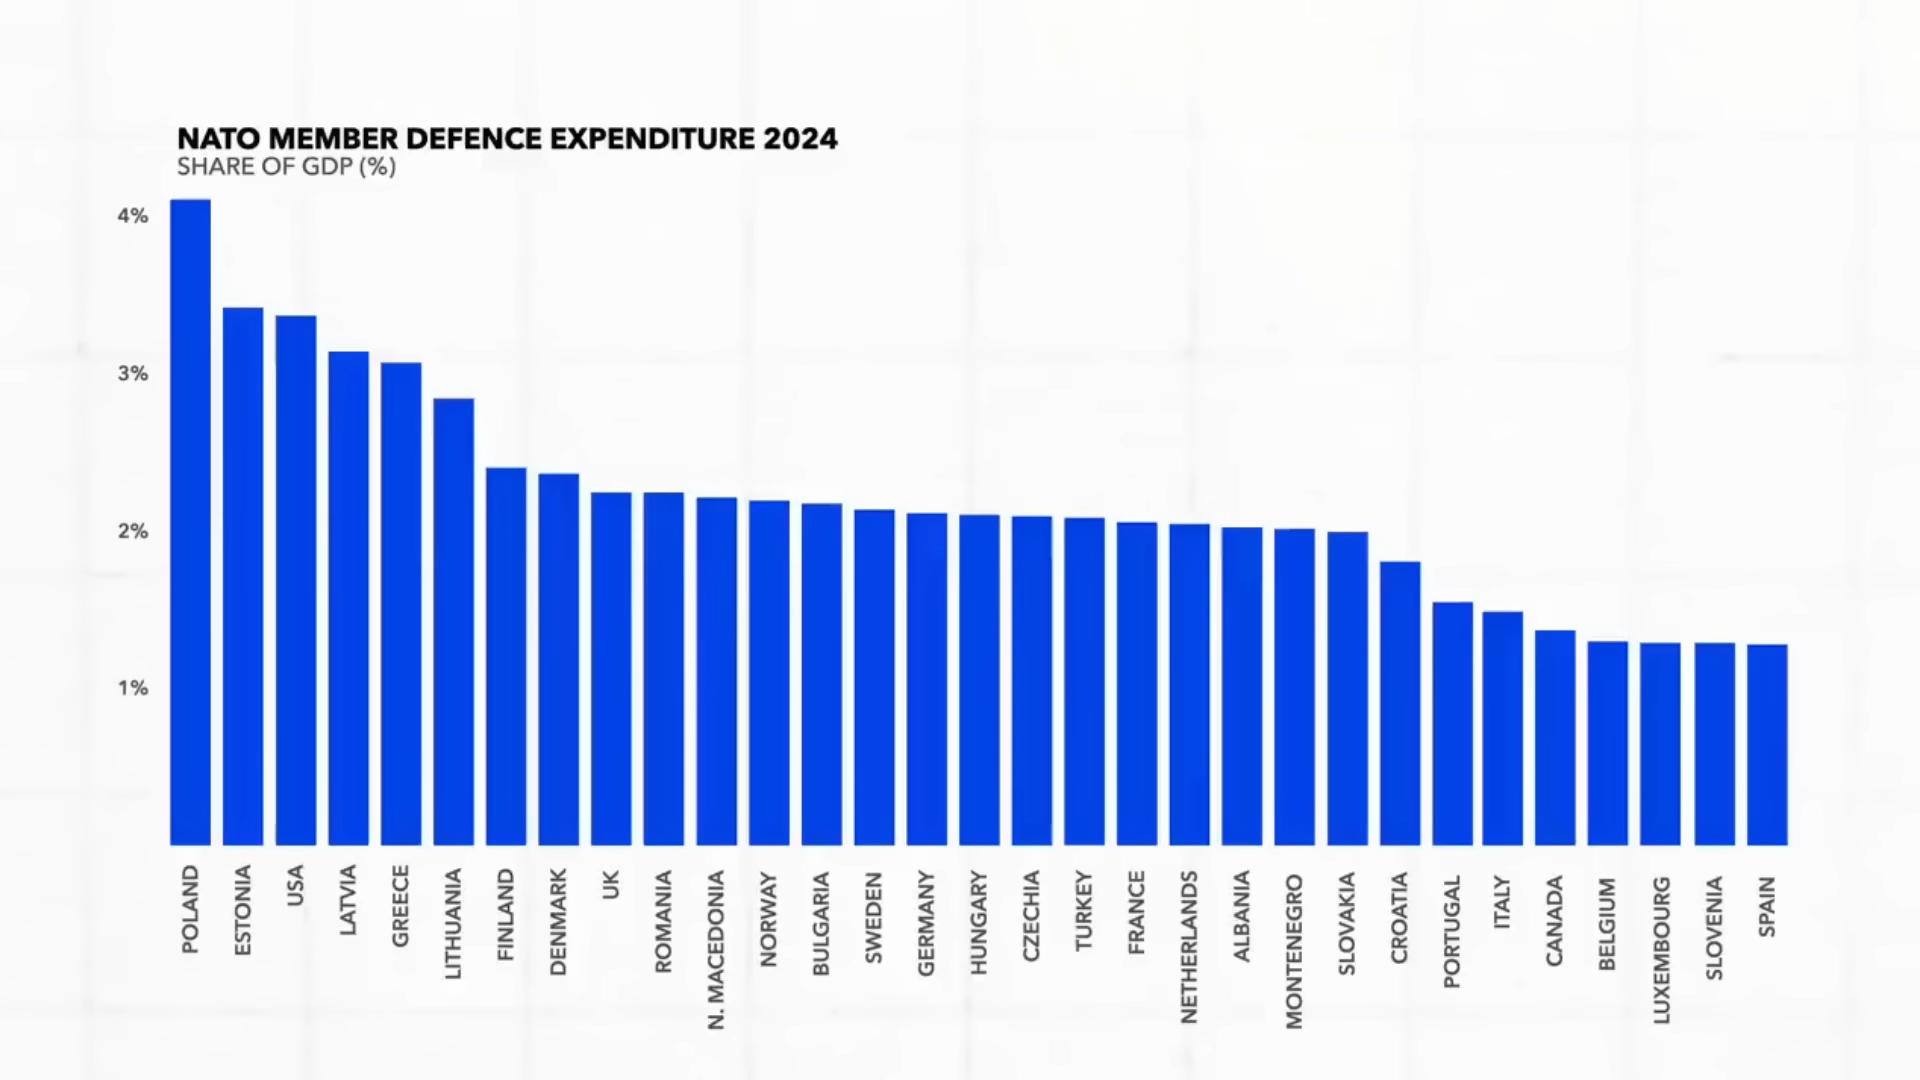 NATO MEMBER DEFENCE EXPENDITURE 2024
SHARE OF GDP (%)
4%
3%
2%
1%
POLAND
ESTONIA
USA
LATVIA
GREECE
LITHUANIA
FINLAND
DENMARK
UK
ROMANIA
N. MACEDONIA
NORWAY
BULGARIA
SWEDEN
GERMANY
HUNGARY
CZECHIA
TURKEY
FRANCE
NETHERLANDS
ALBANIA
MONTENEGRO
SLOVAKIA
CROATIA
PORTUGAL
ITALY
CANADA
BELGIUM
LUXEMBOURG
SLOVENIA
SPAIN